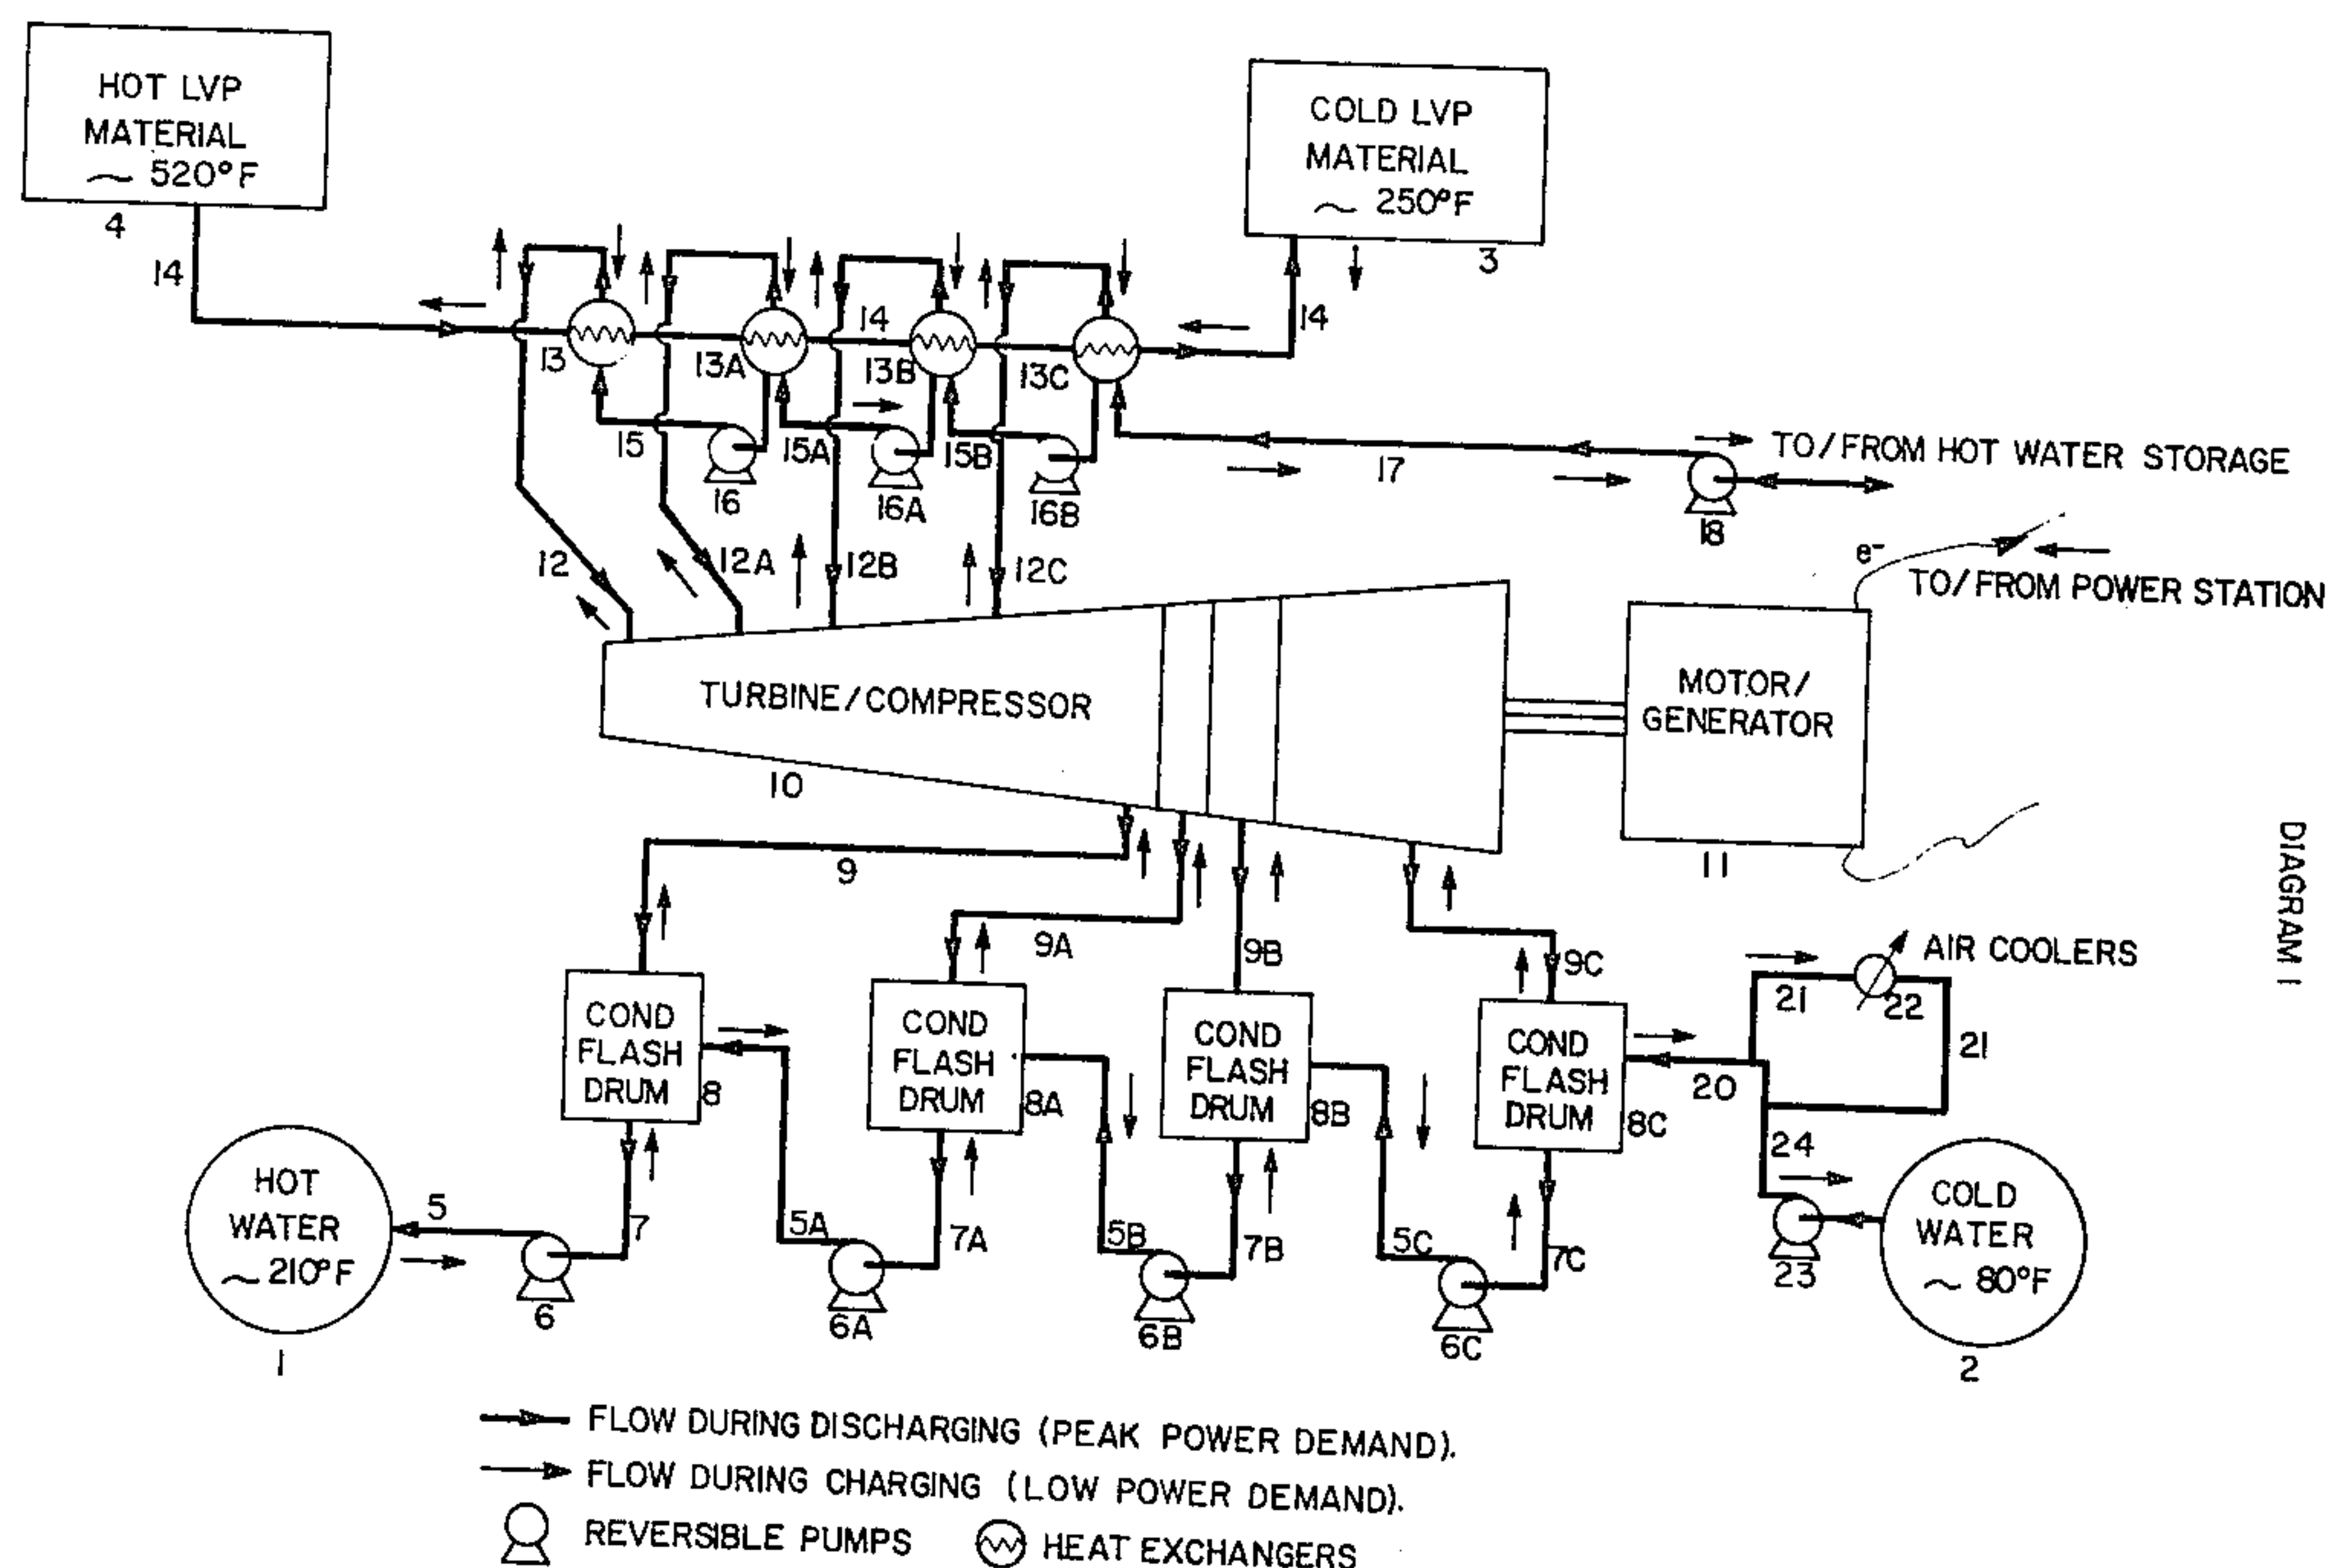 HOT LVP
MATERIAL
~ 520°F
4
14
COLD LVP
MATERIAL
~ 250°F
3
14
13
13A
14
13B
13C
15
16
15A
16A
15B
16B
17
18
TO/FROM HOT WATER STORAGE
12
12A
12B
12C
e-
TO/FROM POWER STATION
TURBINE/COMPRESSOR
10
MOTOR/
GENERATOR
11
DIAGRAM I
9
9A
9B
9C
COND
FLASH
DRUM
8
COND
FLASH
DRUM
8A
COND
FLASH
DRUM
8B
COND
FLASH
DRUM
8C
20
21
22
AIR COOLERS
21
24
HOT
WATER
~ 210°F
1
5
6
7
5A
6A
7A
5B
6B
7B
5C
6C
7C
23
COLD
WATER
~ 80°F
2
FLOW DURING DISCHARGING (PEAK POWER DEMAND).
FLOW DURING CHARGING (LOW POWER DEMAND).
REVERSIBLE PUMPS
HEAT EXCHANGERS